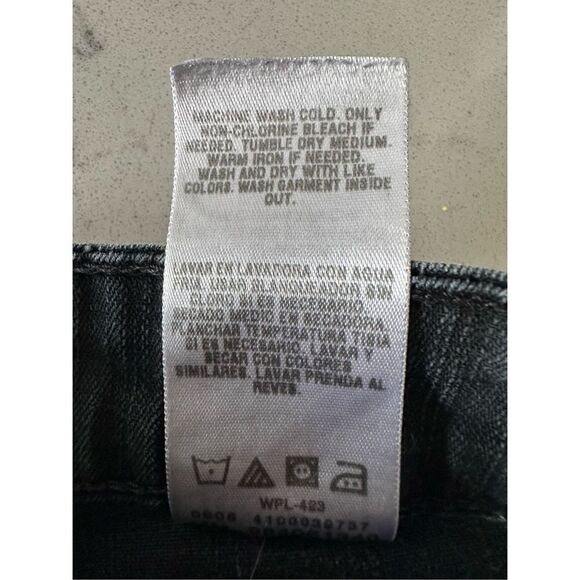 MACHINE WASH COLD. ONLY
NON-CHLORINE BLEACH IF
NEEDED. TUMBLE DRY MEDIUM.
WARM IRON IF NEEDED.
WASH AND DRY WITH LIKE
COLORS. WASH GARMENT INSIDE
OUT.
LAVAR EN LAVADORA CON AGUA
FRIA. USAR BLANQUEADOR SIN
CLORO SI ES NECESARIO.
SECADO MEDIO EN SECADORA.
PLANCHAR TEMPERATURA TIBIA
SI ES NECESARIO. LAVAR Y
SECAR CON COLORES
SIMILARES. LAVAR PRENDA AL
REVES.
WPL-423
0606 4100039737